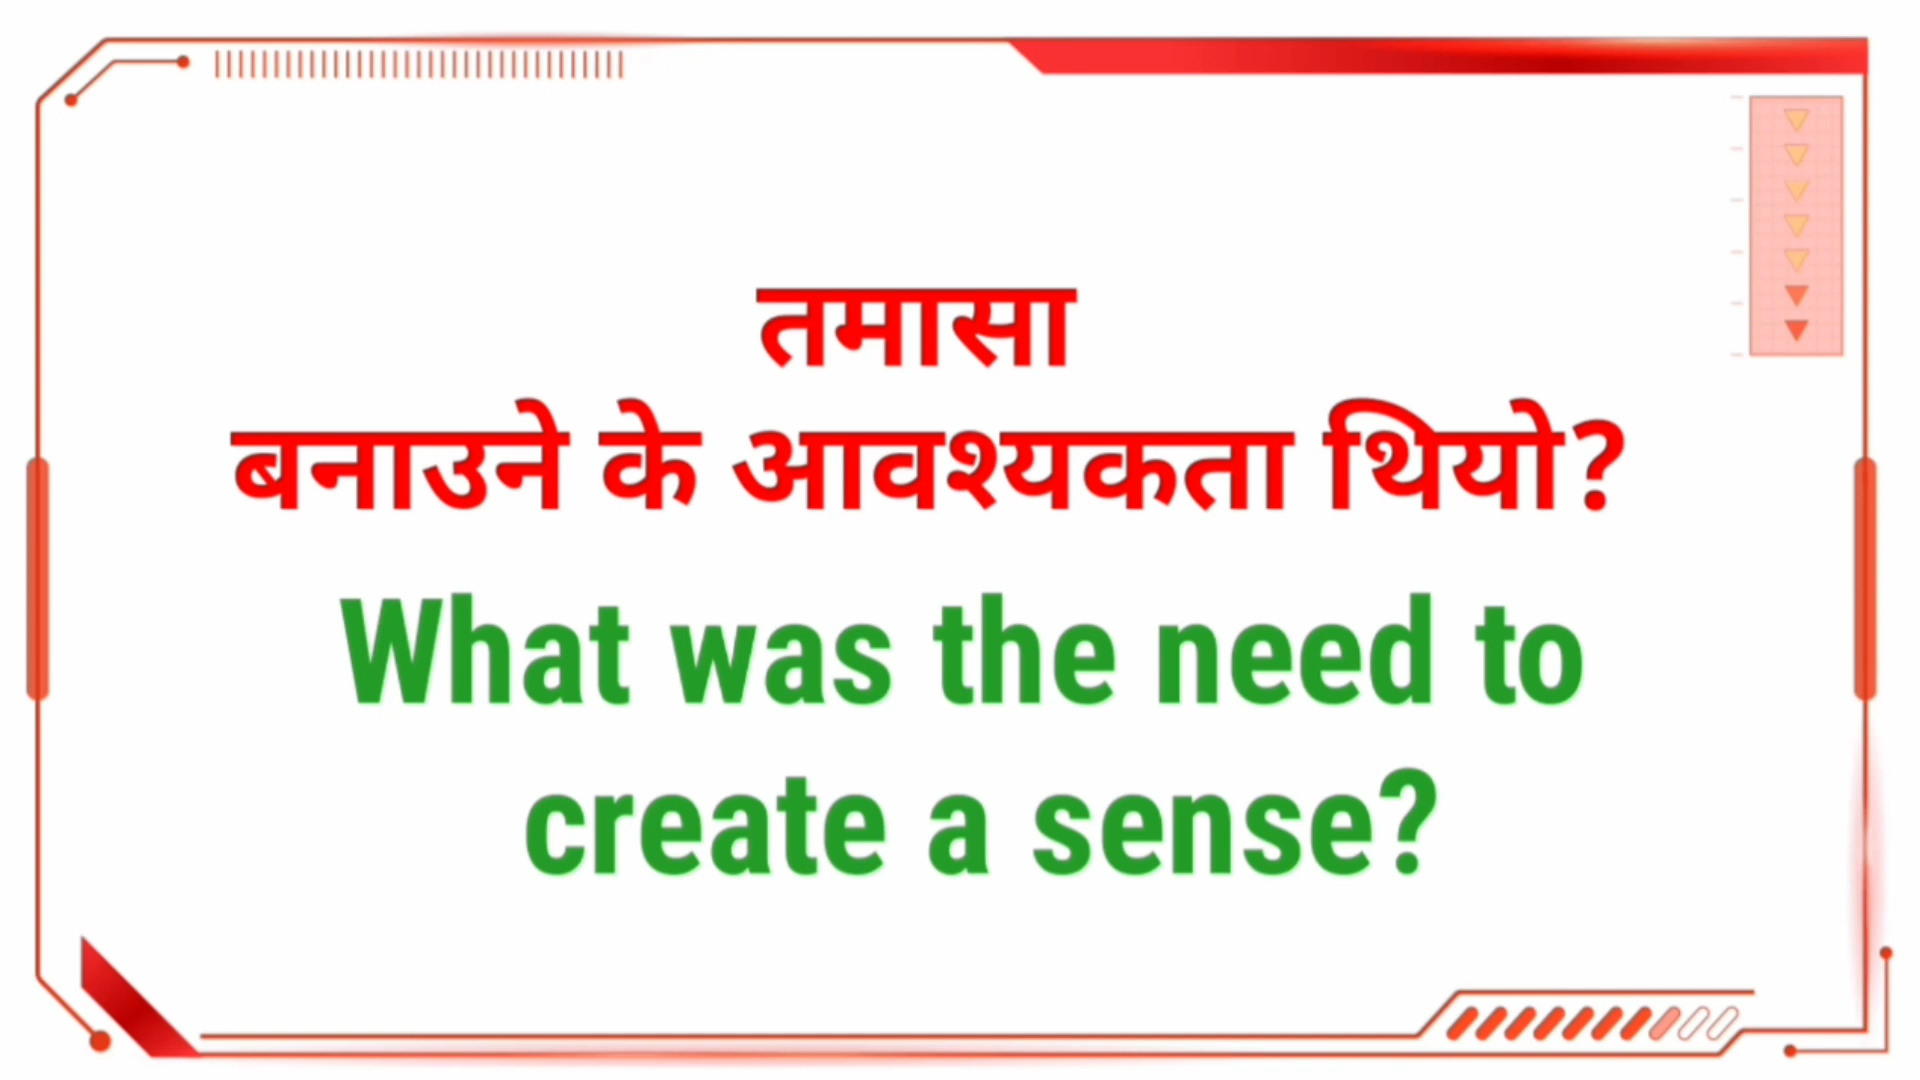 तमासा
बनाउने के आवश्यकता थियो?
What was the need to
create a sense?